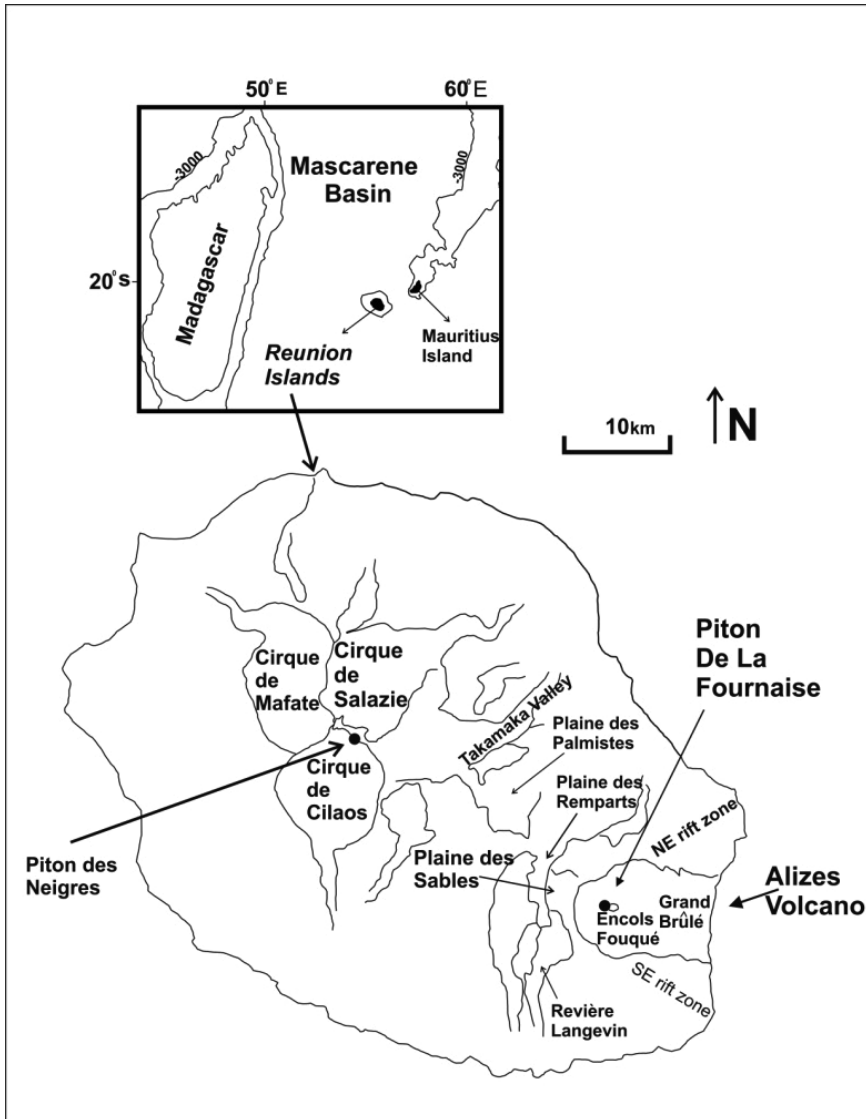 50°E
60°E
-3000
Mascarene
Basin
-3000
Madagascar
20°S
Mauritius
Island
Reunion
Islands
10km
N
Piton
De La
Fournaise
Cirque
de
Mafate
Cirque
de
Salazie
Takamaka Valley
Plaine des
Palmistes
Cirque
de
Cilaos
Plaine des
Remparts
NE rift zone
Piton des
Neigres
Plaine des
Sables
Alizes
Volcano
Grand
Brûlé
Encols
Fouqué
SE rift zone
Revière
Langevin